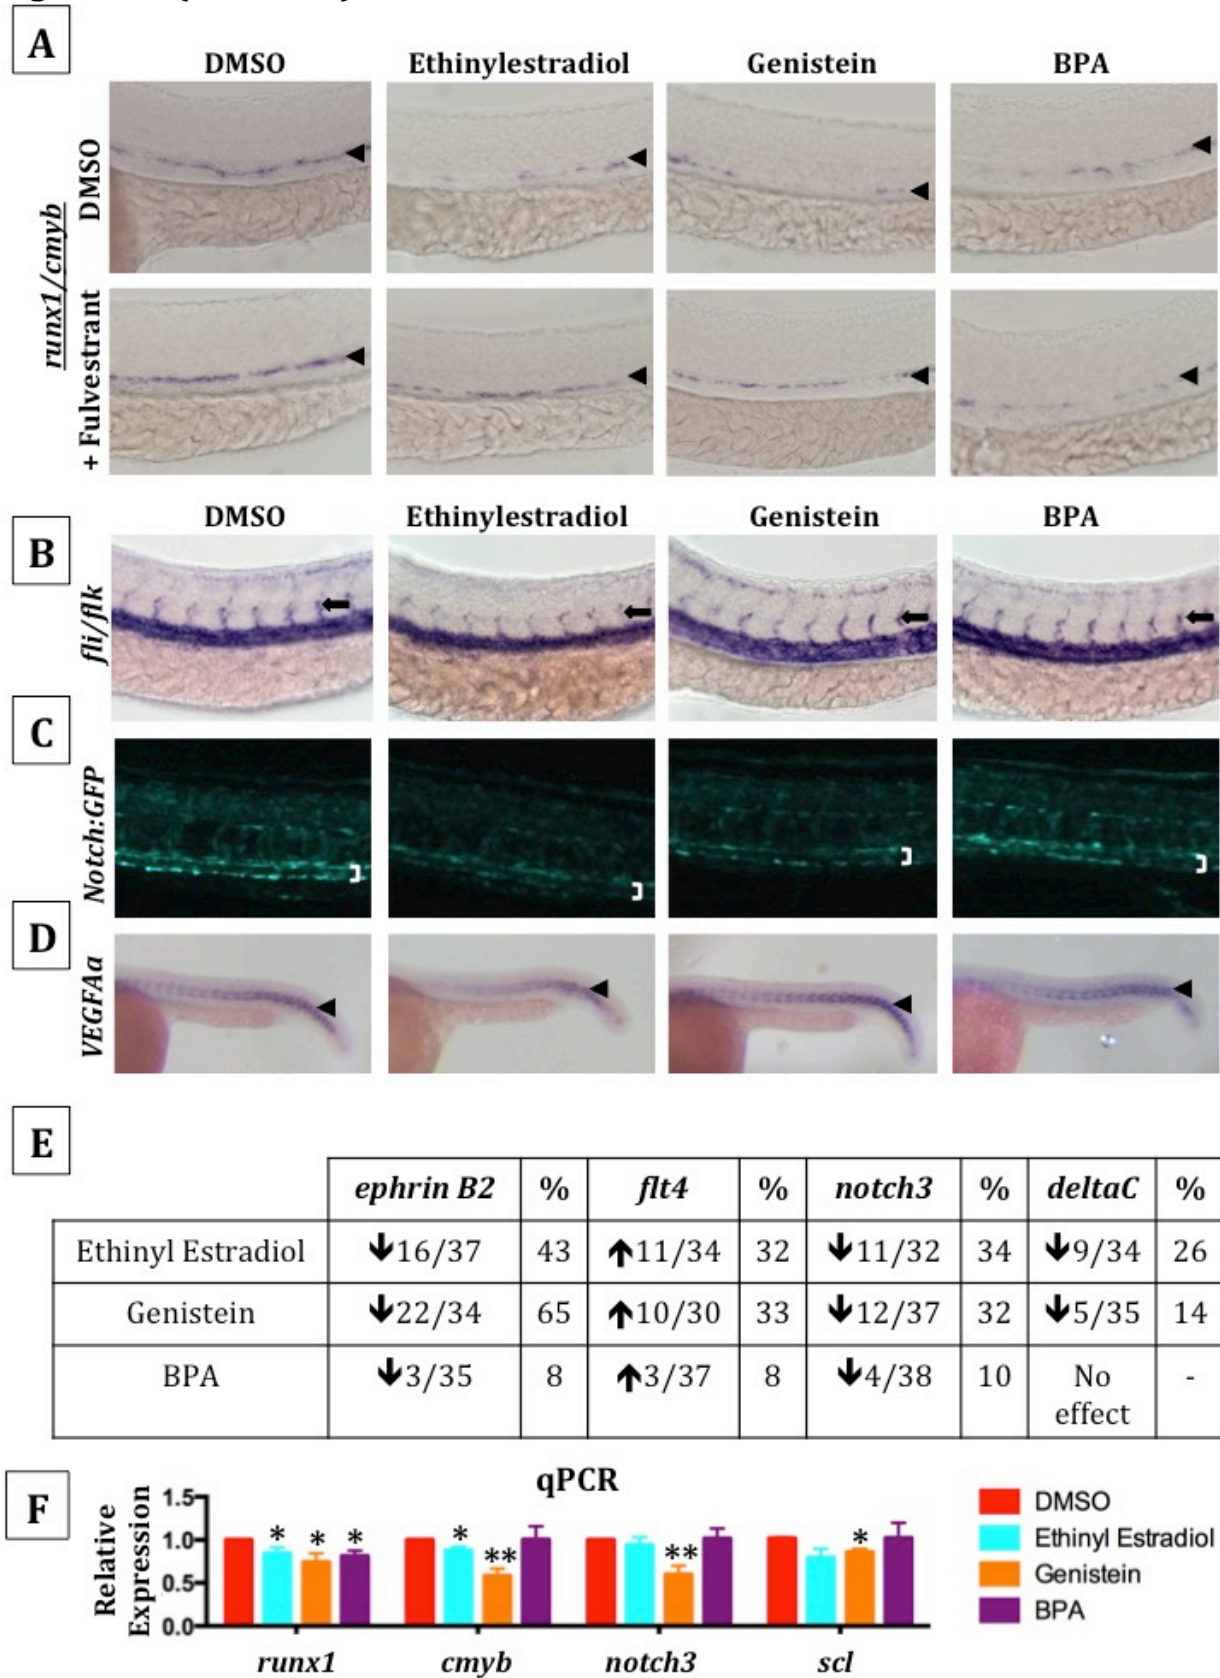 A
DMSO Ethinylestradiol Genistein BPA
runx1/cmyb
DMSO
+ Fulvestrant
DMSO Ethinylestradiol Genistein BPA
B
fli/flk
C
Notch:GFP
D
VEGFAa
E
ephrin B2 % flt4 % notch3 % deltaC %
Ethinyl Estradiol ↓16/37 43 ↑11/34 32 ↓11/32 34 ↓9/34 26
Genistein ↓22/34 65 ↑10/30 33 ↓12/37 32 ↓5/35 14
BPA ↓3/35 8 ↑3/37 8 ↓4/38 10 No effect -
F
qPCR
Relative
Expression
1.5
1.0
0.5
0.0
* * * * ** ** *
runx1 cmyb notch3 scl
DMSO
Ethinyl Estradiol
Genistein
BPA